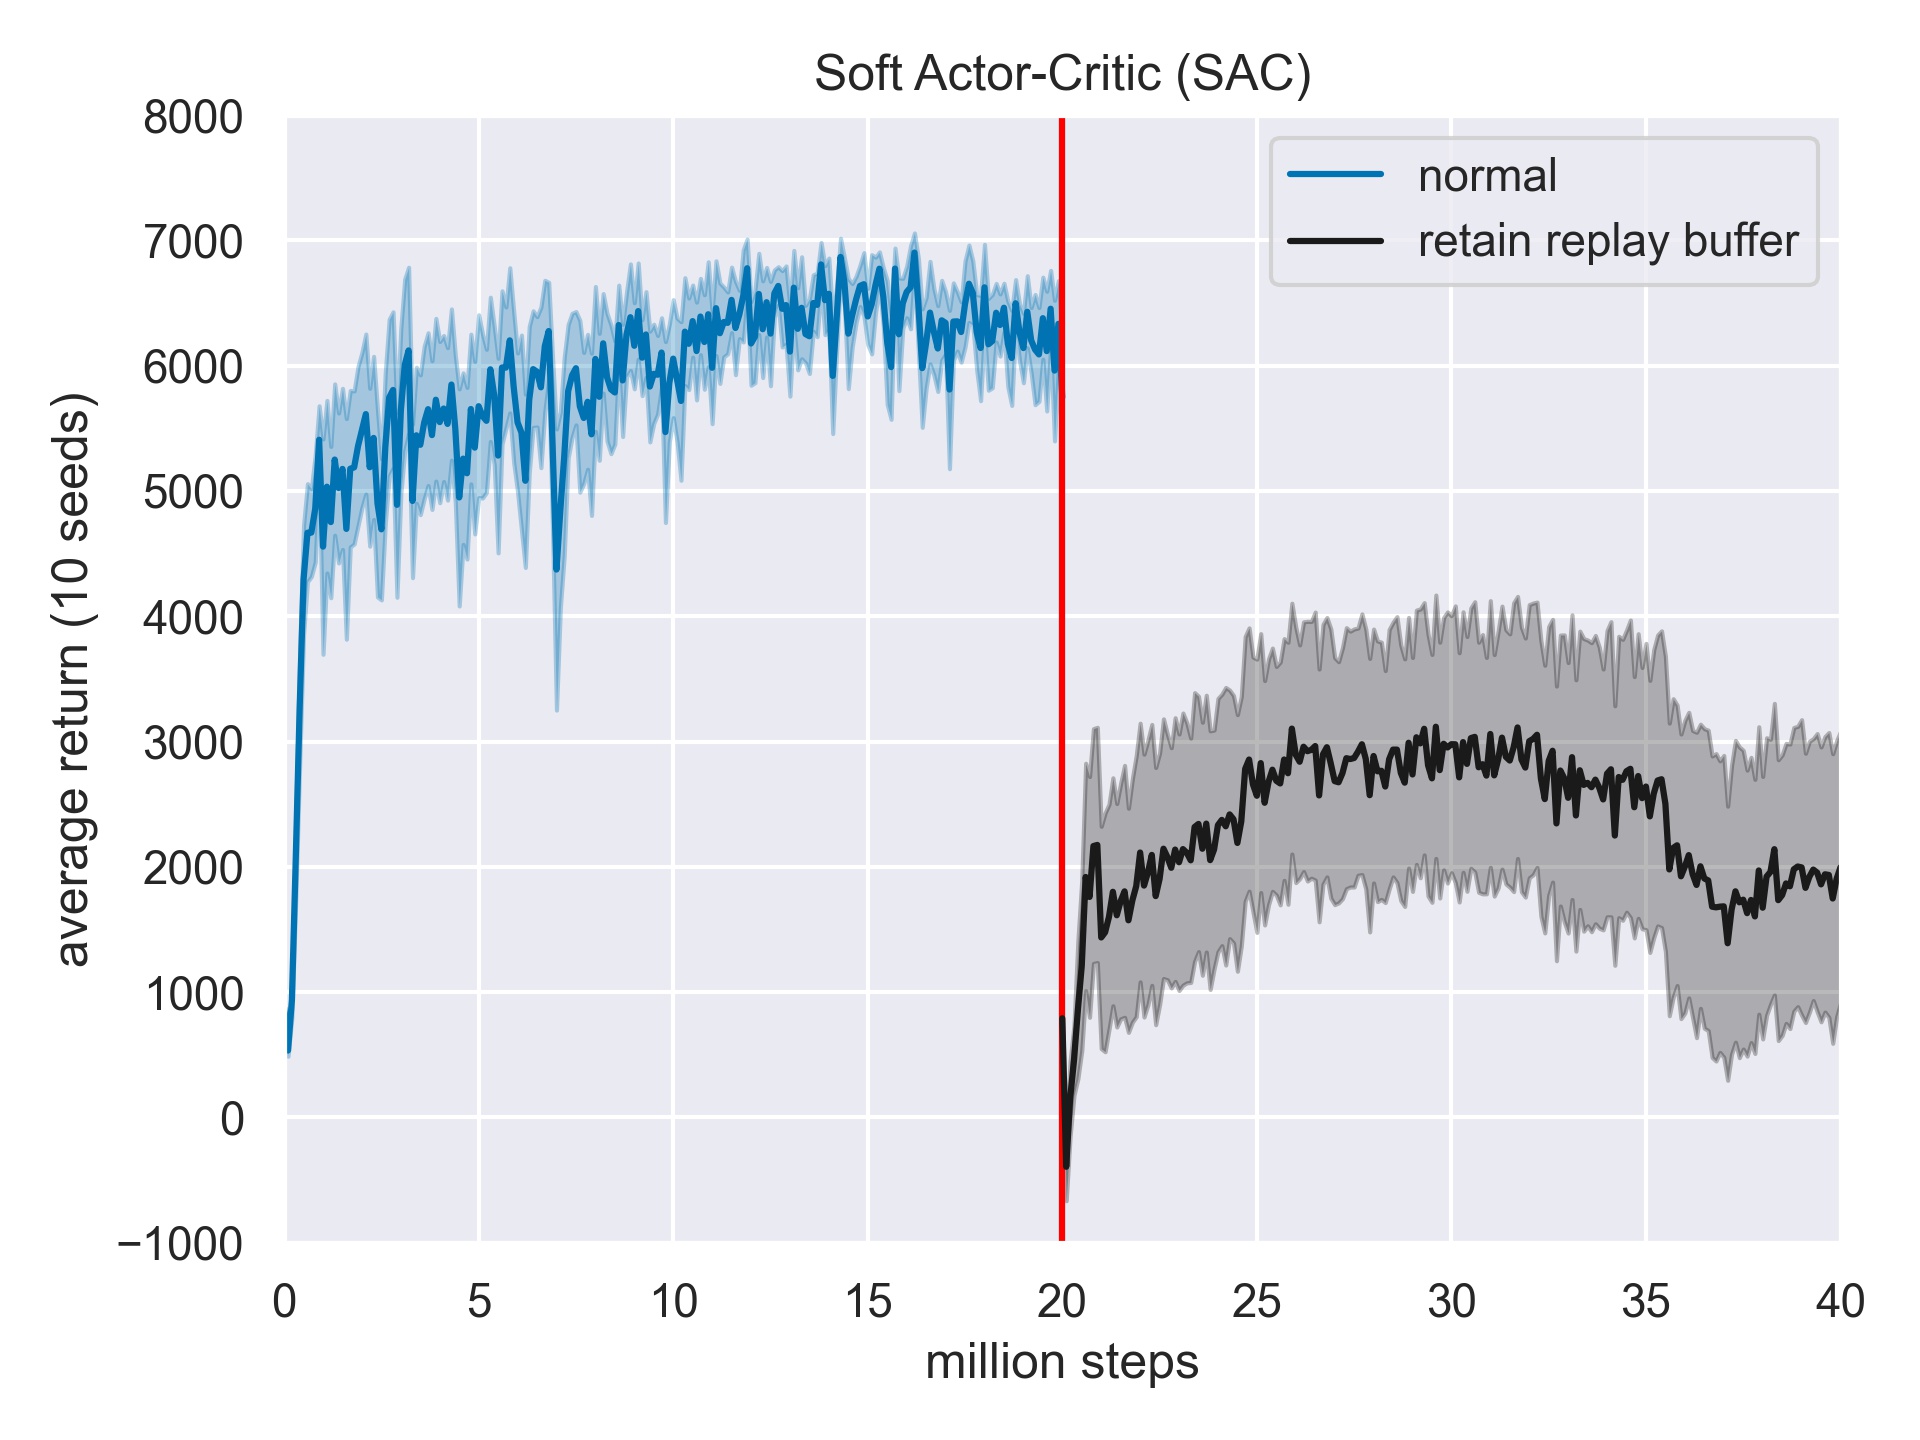 Soft Actor-Critic (SAC)
8000
7000
6000
5000
4000
3000
2000
1000
0
−1000
average return (10 seeds)
normal
retain replay buffer
0 5 10 15 20 25 30 35 40
million steps